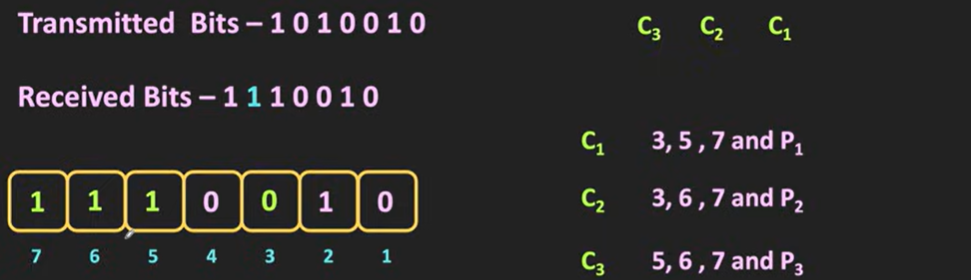 Transmitted Bits – 1 0 1 0 0 1 0
C₃ C₂ C₁
Received Bits – 1 1 1 0 0 1 0
C₁ 3, 5 , 7 and P₁
1 1 1 0 0 1 0
C₂ 3, 6 , 7 and P₂
7 6 5 4 3 2 1
C₃ 5, 6 , 7 and P₃